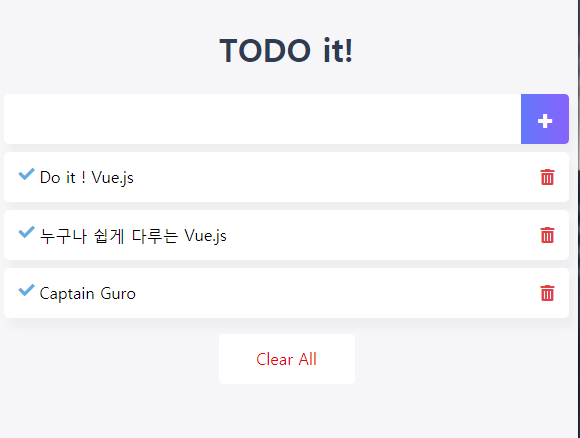 TODO it!
Do it ! Vue.js
누구나 쉽게 다루는 Vue.js
Captain Guro
Clear All